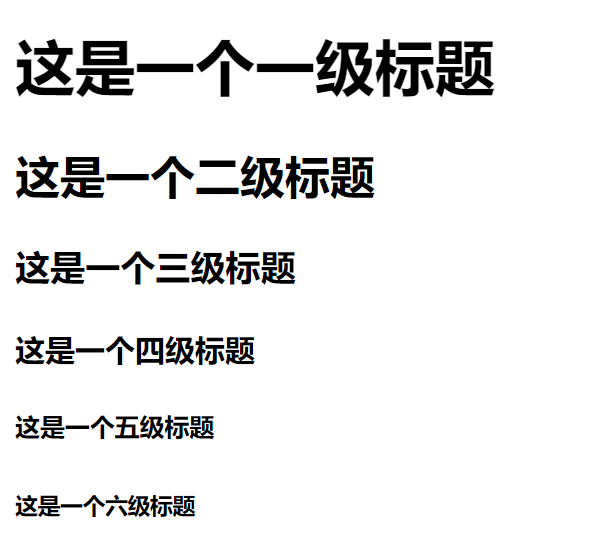 这是一个一级标题
这是一个二级标题
这是一个三级标题
这是一个四级标题
这是一个五级标题
这是一个六级标题